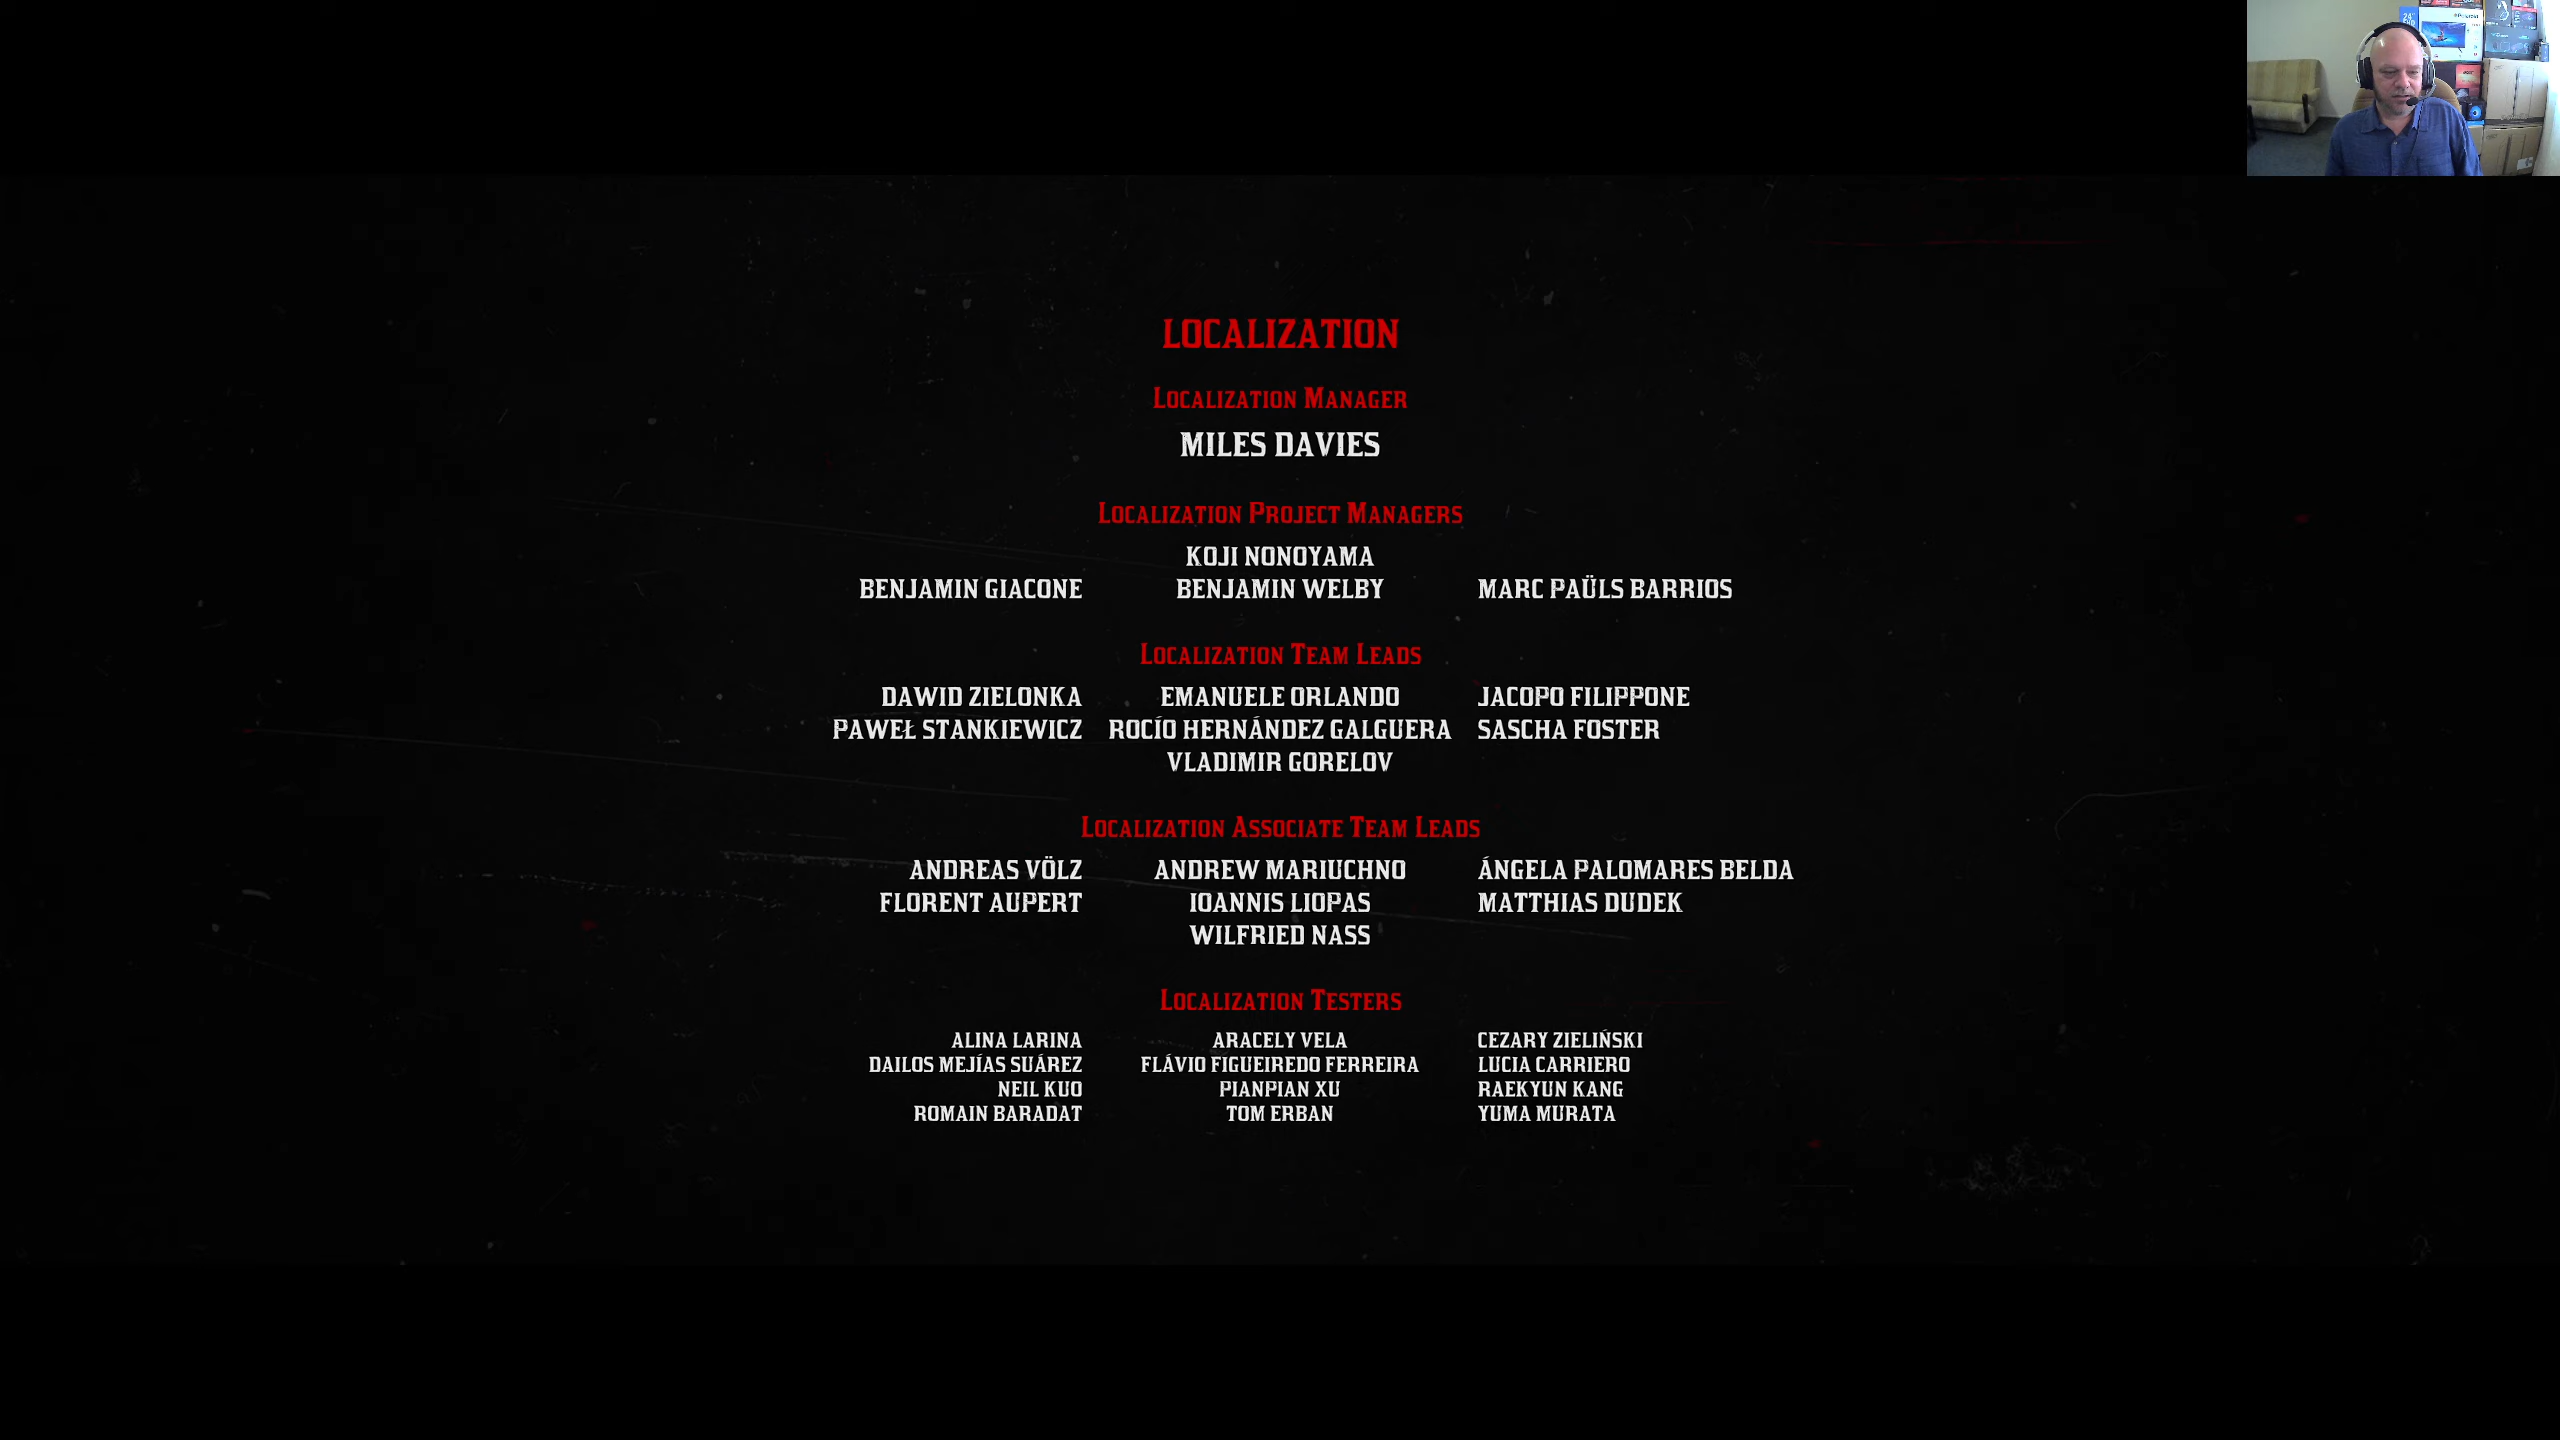 LOCALIZATION
LOCALIZATION MANAGER
MILES DAVIES
LOCALIZATION PROJECT MANAGERS
KOJI NONOYAMA
BENJAMIN GIACONE BENJAMIN WELBY MARC PAÜLS BARRIOS
LOCALIZATION TEAM LEADS
DAWID ZIELONKA EMANUELE ORLANDO JACOPO FILIPPONE
PAWEŁ STANKIEWICZ ROCÍO HERNÁNDEZ GALGUERA SASCHA FOSTER
VLADIMIR GORELOV
LOCALIZATION ASSOCIATE TEAM LEADS
ANDREAS VÖLZ ANDREW MARIUCHNO ÁNGELA PALOMARES BELDA
FLORENT AUPERT IOANNIS LIOPAS MATTHIAS DUDEK
WILFRIED NASS
LOCALIZATION TESTERS
ALINA LARINA ARACELY VELA CEZARY ZIELIŃSKI
DAILOS MEJÍAS SUÁREZ FLÁVIO FIGUEIREDO FERREIRA LUCIA CARRIERO
NEIL KUO PIANPIAN XU RAEKYUN KANG
ROMAIN BARADAT TOM ERBAN YUMA MURATA